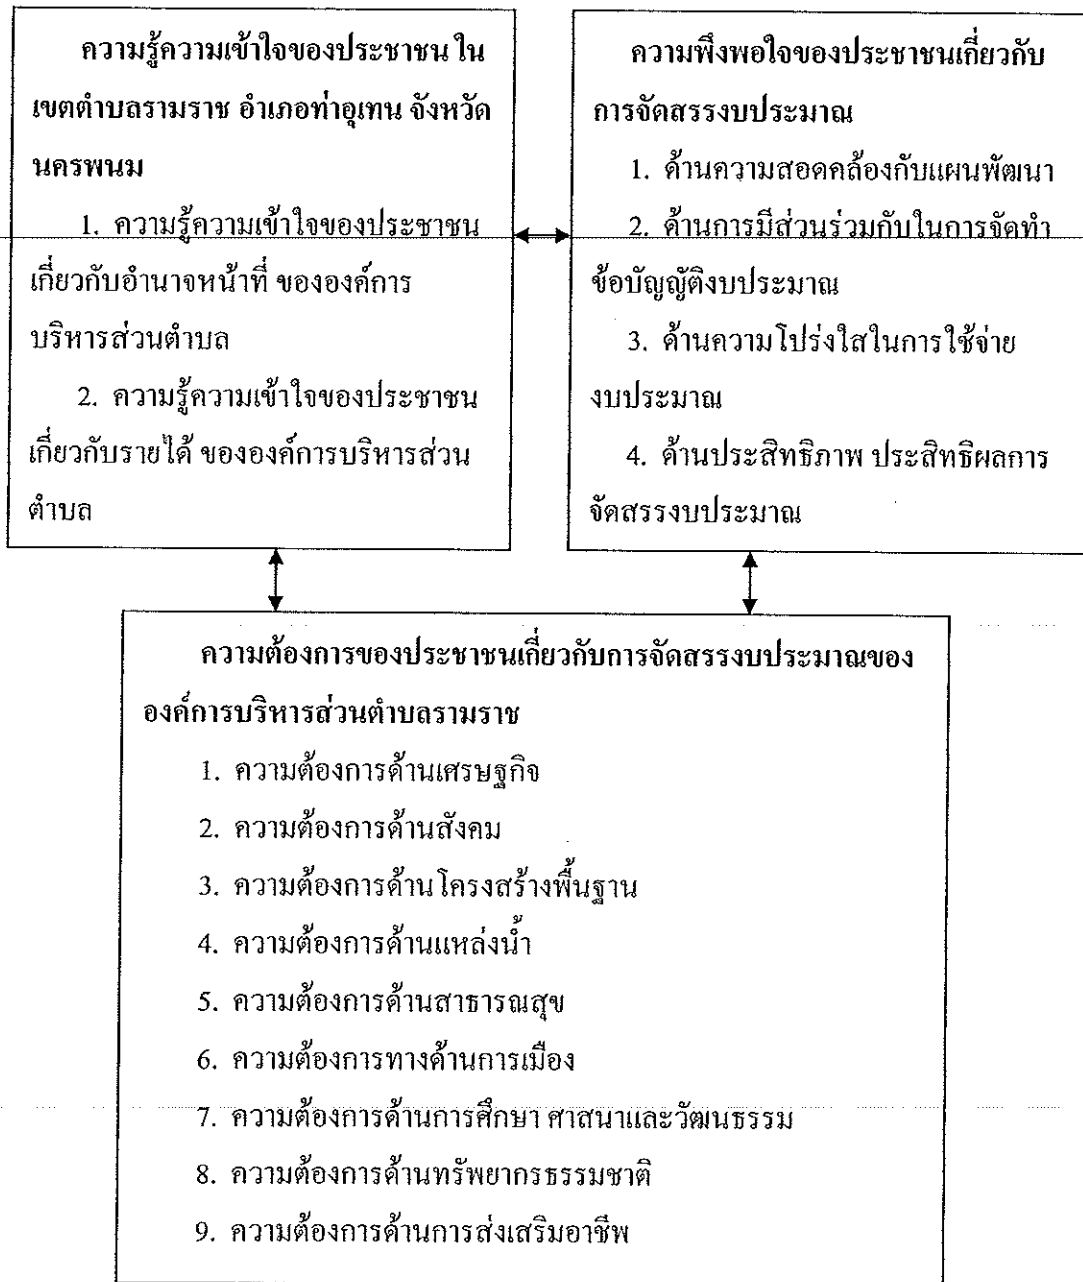 ความรู้ความเข้าใจของประชาชน ใน
เขตตำบลรามราช อำเภอท่าอุเทน จังหวัด
นครพนม
1. ความรู้ความเข้าใจของประชาชน
เกี่ยวกับอำนาจหน้าที่ ขององค์การ
บริหารส่วนตำบล
2. ความรู้ความเข้าใจของประชาชน
เกี่ยวกับรายได้ ขององค์การบริหารส่วน
ตำบล
ความพึงพอใจของประชาชนเกี่ยวกับ
การจัดสรรงบประมาณ
1. ด้านความสอดคล้องกับแผนพัฒนา
2. ด้านการมีส่วนร่วมกับในการจัดทำ
ข้อบัญญัติงบประมาณ
3. ด้านความโปร่งใสในการใช้จ่าย
งบประมาณ
4. ด้านประสิทธิภาพ ประสิทธิผลการ
จัดสรรงบประมาณ
ความต้องการของประชาชนเกี่ยวกับการจัดสรรงบประมาณของ
องค์การบริหารส่วนตำบลรามราช
1. ความต้องการด้านเศรษฐกิจ
2. ความต้องการด้านสังคม
3. ความต้องการด้านโครงสร้างพื้นฐาน
4. ความต้องการด้านแหล่งน้ำ
5. ความต้องการด้านสาธารณสุข
6. ความต้องการทางด้านการเมือง
7. ความต้องการด้านการศึกษา ศาสนาและวัฒนธรรม
8. ความต้องการด้านทรัพยากรธรรมชาติ
9. ความต้องการด้านการส่งเสริมอาชีพ